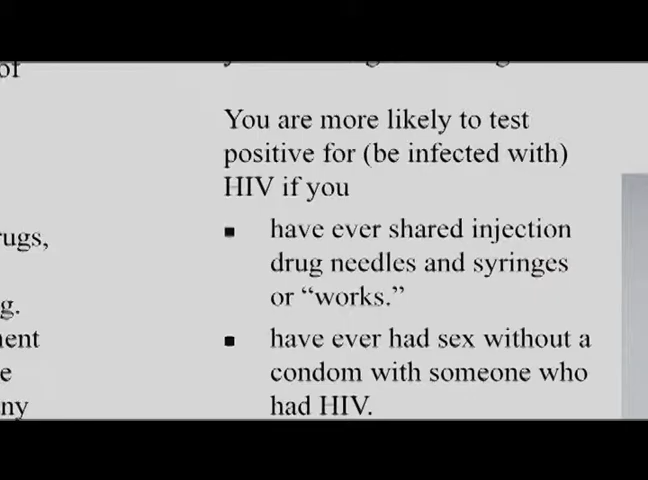 of
You are more likely to test
positive for (be infected with)
HIV if you
▪ have ever shared injection
drug needles and syringes
or “works.”
▪ have ever had sex without a
condom with someone who
had HIV.
rugs,
g.
nent
e
ny